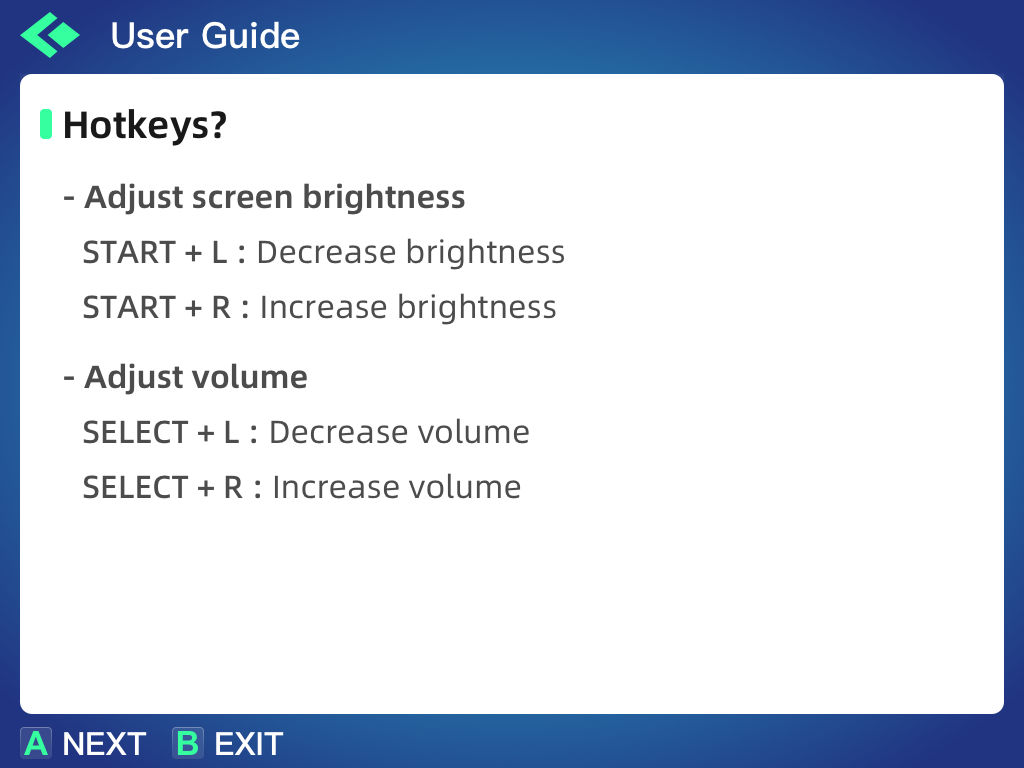 User Guide
Hotkeys?
- Adjust screen brightness
START + L : Decrease brightness
START + R : Increase brightness
- Adjust volume
SELECT + L : Decrease volume
SELECT + R : Increase volume
A NEXT B EXIT